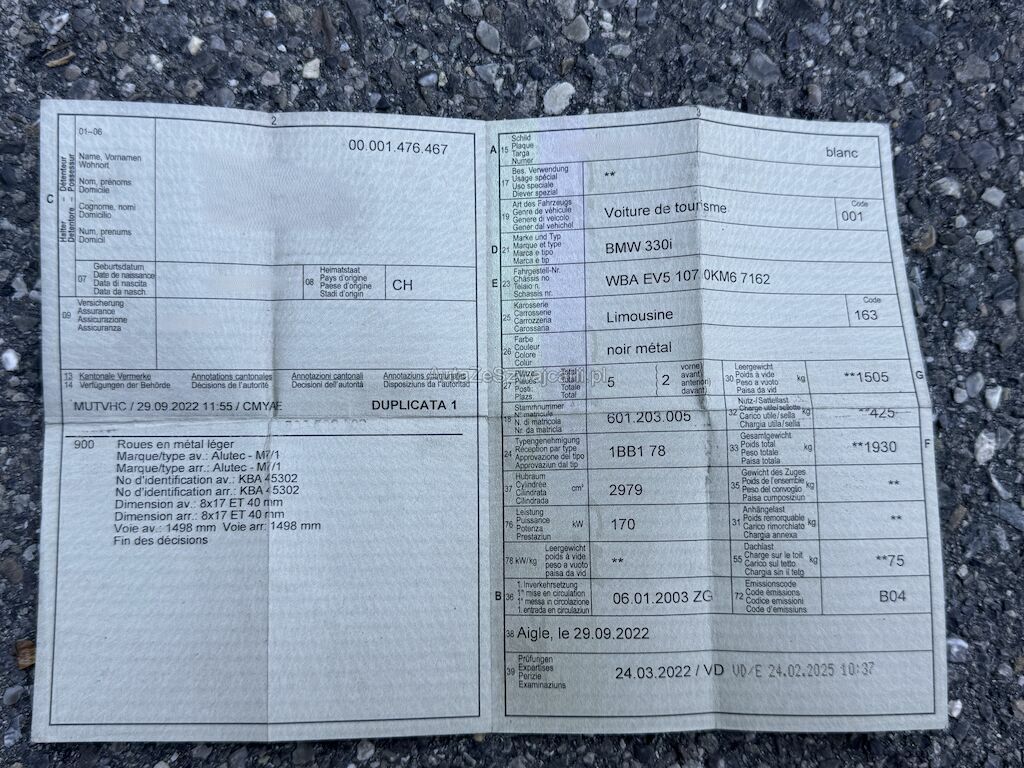 2
01–06
00.001.476.467
C
Halter – Détenteur
Detentore – Possessur
Name, Vornamen
Wohnort
Nom, prénoms
Domicile
Cognome, nomi
Domicilio
Num, prenums
Domicil
07
Geburtsdatum
Date de naissance
Data di nascita
Data da nasch.
08
Heimatstaat
Pays d'origine
Paese d'origine
Stadi d'origin
CH
09
Versicherung
Assurance
Assicurazione
Assicuranza
13 Kantonale Vermerke Annotations cantonales Annotazioni cantonali Annotaziuns chantunalas
14 Verfügungen der Behörde Décisions de l'autorité Decisioni dell'autorità Disposiziuns da l'autoritad
MUTVHC / 29.09.2022 11:55 / CMYAE DUPLICATA 1
900 Roues en métal léger
Marque/type av.: Alutec - M7/1
Marque/type arr.: Alutec - M7/1
No d'identification av.: KBA 45302
No d'identification arr.: KBA 45302
Dimension av.: 8x17 ET 40 mm
Dimension arr.: 8x17 ET 40 mm
Voie av.: 1498 mm Voie arr: 1498 mm
Fin des décisions
3
A 15
Schild
Plaque
Targa
Numer
blanc
17
Bes. Verwendung
Usage spécial
Uso speciale
Diever spezial
**
19
Art des Fahrzeugs
Genre de véhicule
Genere di veicolo
Gener dal vehichel
Voiture de tourisme
Code
001
D 21
Marke und Typ
Marque et type
Marca e tipo
Marca e tip
BMW 330i
E 23
Fahrgestell-Nr.
Châssis no
Telaio n.
Schassis nr.
WBA EV5 107 0KM6 7162
25
Karosserie
Carrosserie
Carrozzeria
Carossaria
Limousine
Code
163
26
Farbe
Couleur
Colore
Colur
noir métal
27
Plätze
Places
Posti
Plazs
Total
Total
Totale
Total
5
2
vorne
avant
anteriori
davant
30
Leergewicht
Poids à vide
Peso a vuoto
Paisa da vid
kg
**1505
G
18
Stammnummer
N° matricule
N. di matricola
Nr. da matricla
601.203.005
32
Nutz-/Sattellast
Charge utile/sellette
Carico utile/sella
Chargia utila/sella
kg
**425
24
Typengenehmigung
Réception par type
Approvazione del tipo
Approvaziun dal tip
1BB1 78
33
Gesamtgewicht
Poids total
Peso totale
Paisa totala
kg
**1930
F
37
Hubraum
Cylindrée
Cilindrata
Cilindrada
cm³
2979
35
Gewicht des Zuges
Poids de l'ensemble
Peso del convoglio
Paisa cumposiziun
kg
**
76
Leistung
Puissance
Potenza
Prestaziun
kW
170
31
Anhängelast
Poids remorquable
Carico rimorchiato
Chargia annexa
kg
**
78 kW/kg
Leergewicht
poids à vide
peso a vuoto
paisa da vid
**
55
Dachlast
Charge sur le toit
Carico sul tetto
Chargia sin il tetg
kg
**75
B 36
1. Inverkehrsetzung
1re mise en circulation
1a messa in circolazione
1. entrada en circulaziun
06.01.2003 ZG
72
Emissionscode
Code émissions
Codice emissioni
Code d'emissiuns
B04
38 Aigle, le 29.09.2022
39
Prüfungen
Expertises
Perizie
Examinaziuns
24.03.2022 / VD VD/E 24.02.2025 10:37